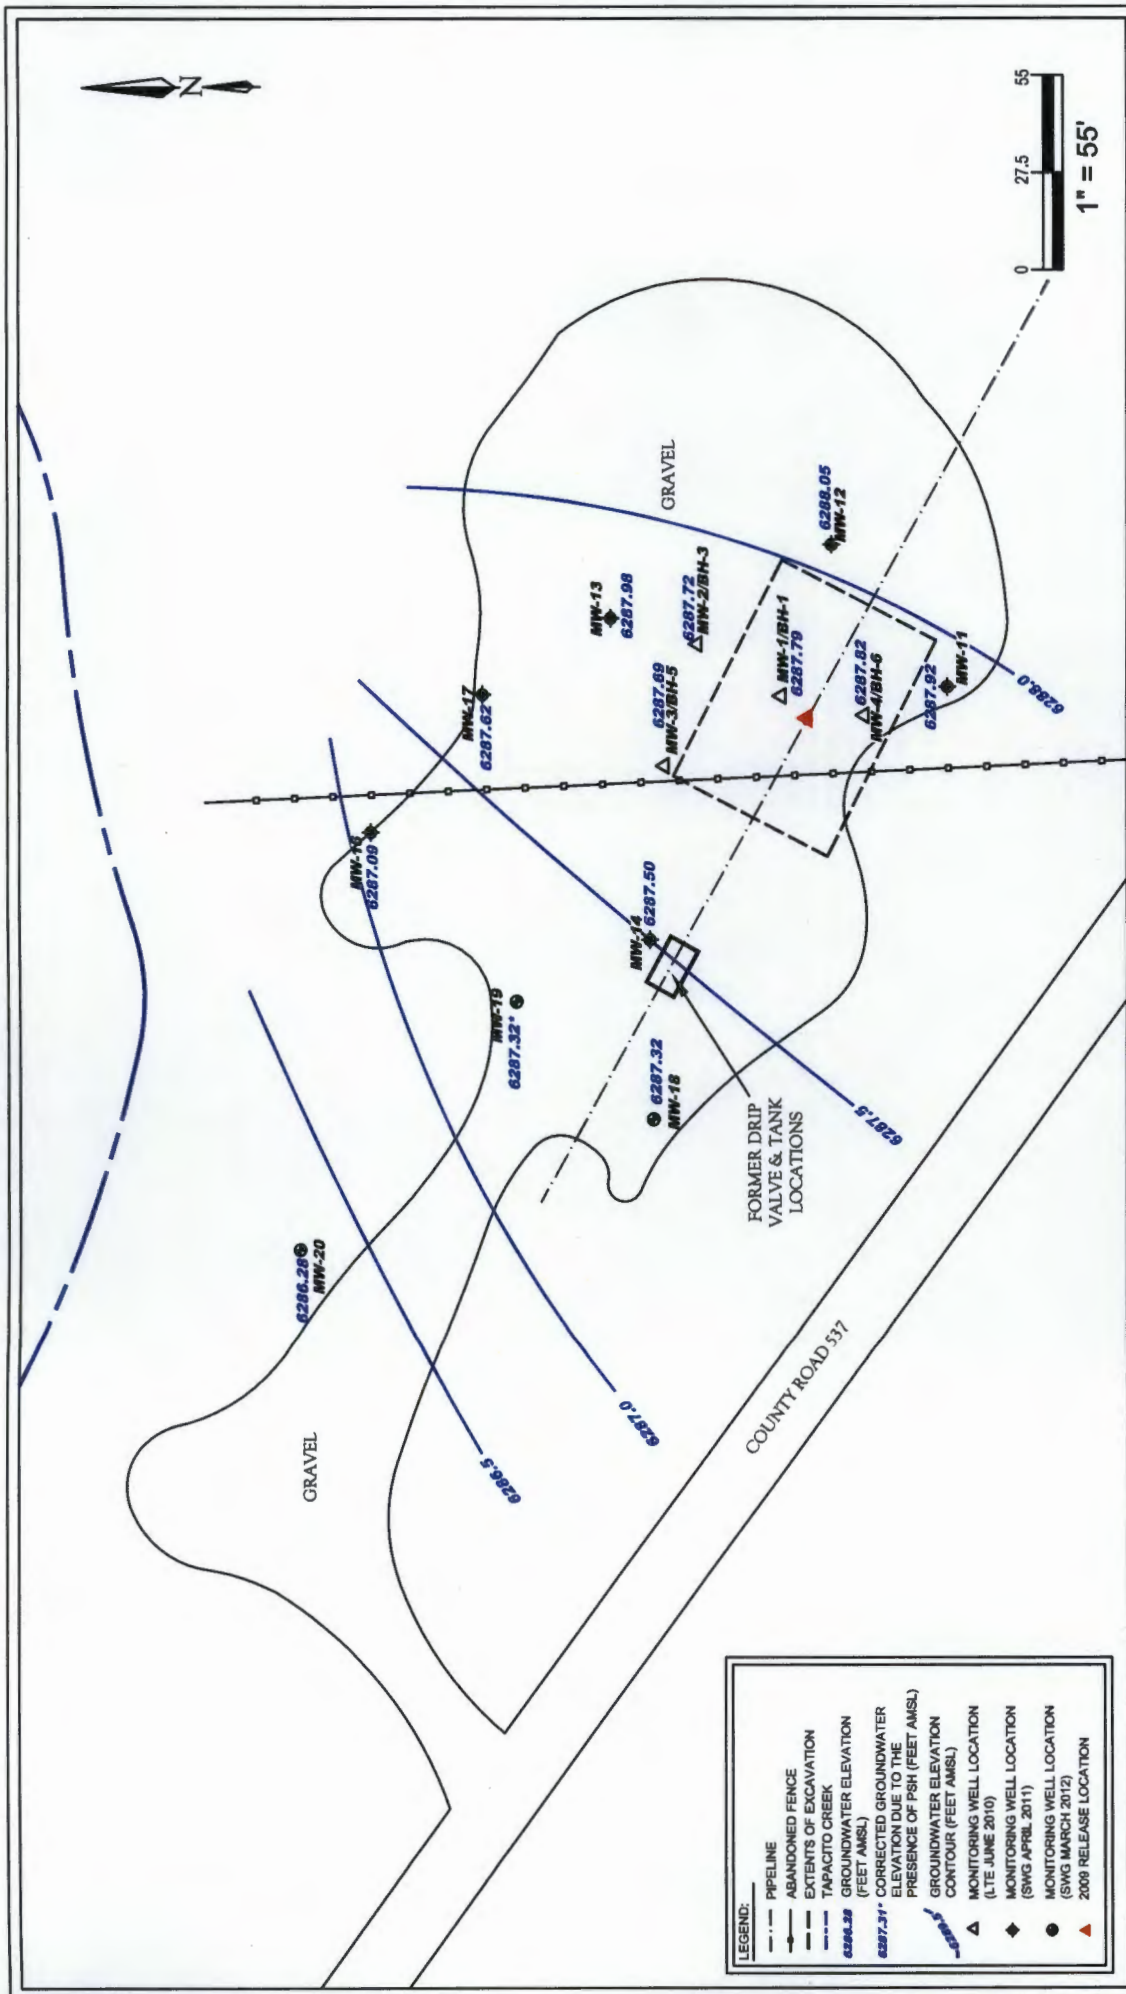 N
GRAVEL
MW-17
6287.62
MW-13
6287.98
6287.72
MW-2/BH-3
6287.69
MW-3/BH-5
MW-1/BH-1
6287.79
6288.05
MW-12
6287.82
MW-4/BH-6
6287.92*
MW-11
6288.0
MW-16
6287.09
MW-14
6287.50
MW-19
6287.32*
6287.32
MW-18
FORMER DRIP
VALVE & TANK
LOCATIONS
6287.5
6286.28
MW-20
GRAVEL
6286.5
6287.0
COUNTY ROAD 537
0
27.5
55
1" = 55'
LEGEND:
PIPELINE
ABANDONED FENCE
EXTENTS OF EXCAVATION
TAPACITO CREEK
6286.28 GROUNDWATER ELEVATION
(FEET AMSL)
6287.31* CORRECTED GROUNDWATER
ELEVATION DUE TO THE
PRESENCE OF PSH (FEET AMSL)
GROUNDWATER ELEVATION
CONTOUR (FEET AMSL)
MONITORING WELL LOCATION
(LTE JUNE 2010)
MONITORING WELL LOCATION
(SWG APRIL 2011)
MONITORING WELL LOCATION
(SWG MARCH 2012)
2009 RELEASE LOCATION